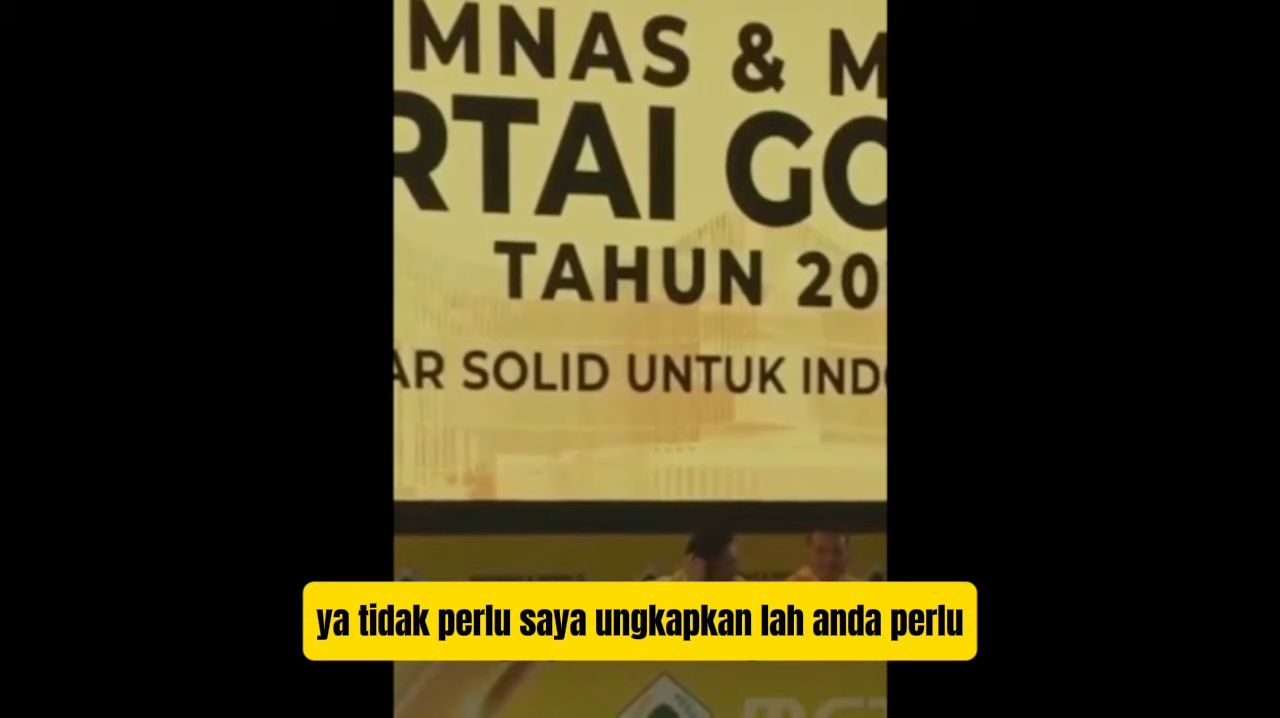 MNAS & M
RTAI GO
TAHUN 20
AR SOLID UNTUK INDO
ya tidak perlu saya ungkapkan lah anda perlu